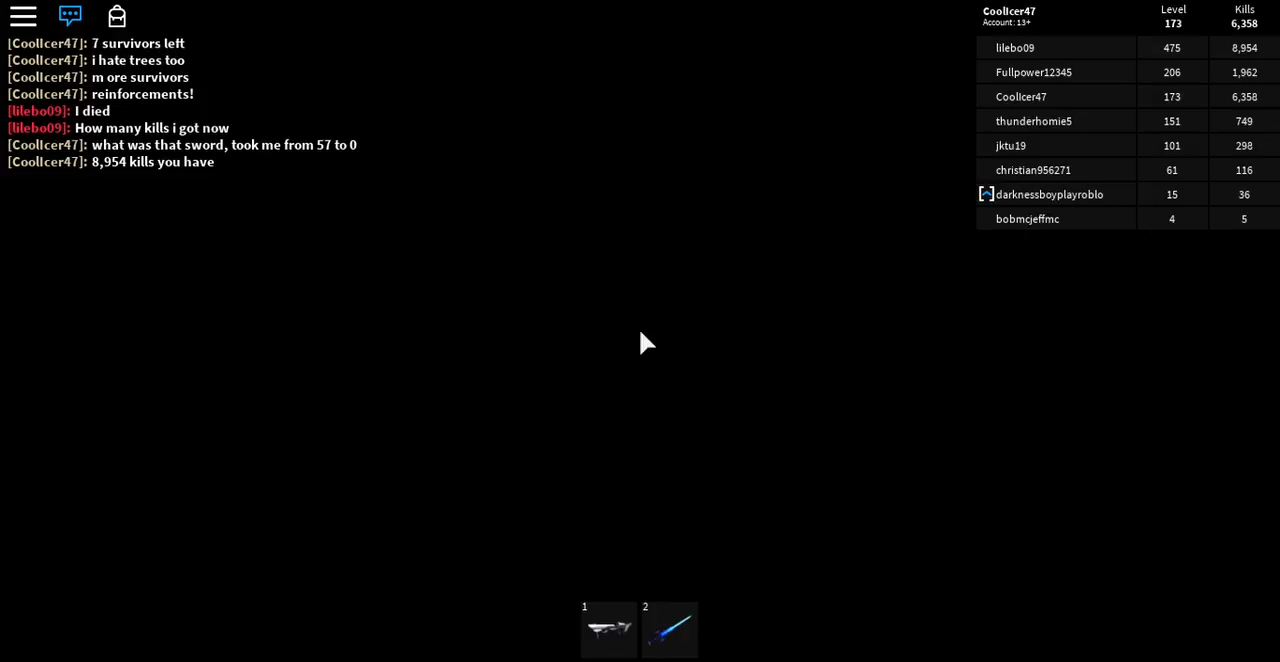 [CoolIcer47]: 7 survivors left
[CoolIcer47]: i hate trees too
[CoolIcer47]: m ore survivors
[CoolIcer47]: reinforcements!
[lilebo09]: I died
[lilebo09]: How many kills i got now
[CoolIcer47]: what was that sword, took me from 57 to 0
[CoolIcer47]: 8,954 kills you have
CoolIcer47 Level Kills
Account: 13+ 173 6,358
lilebo09 475 8,954
Fullpower12345 206 1,962
CoolIcer47 173 6,358
thunderhomie5 151 749
jktu19 101 298
christian956271 61 116
darknessboyplayroblo 15 36
bobmcjeffmc 4 5
1 2